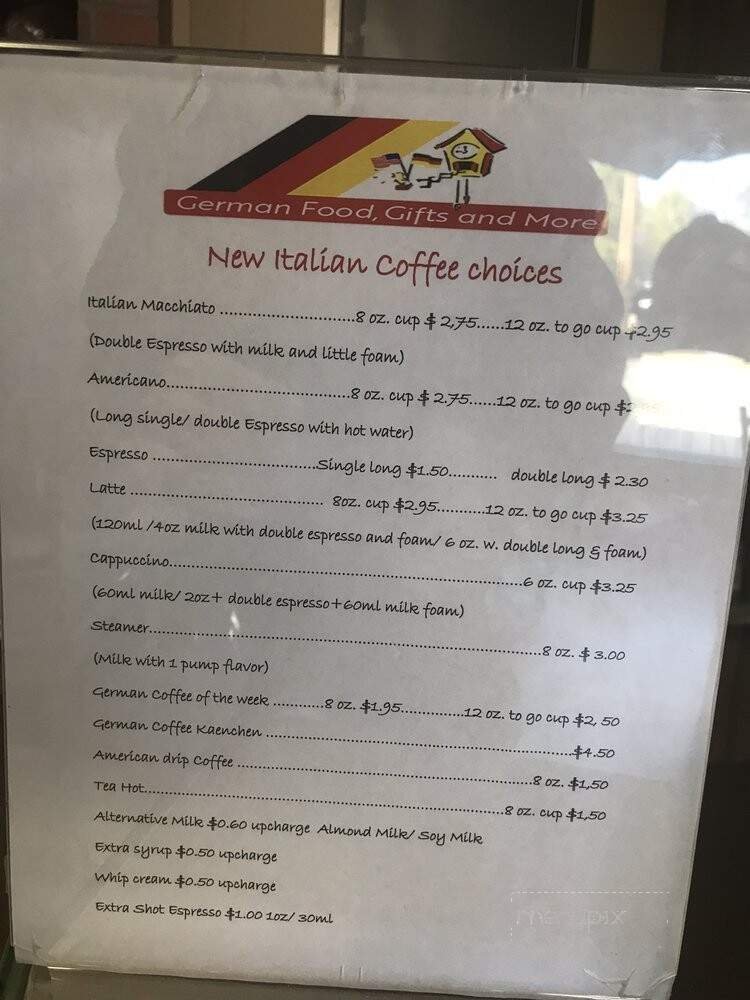 German Food, Gifts and More
New Italian Coffee choices
Italian Macchiato ..............................8 oz. cup $ 2,75......12 oz. to go cup $2.95
(Double Espresso with milk and little foam)
Americano........................................8 oz. cup $ 2.75......12 oz. to go cup
(Long single/ double Espresso with hot water)
Espresso ....................................Single long $1.50........... double long $ 2.30
Latte .......................................... 8oz. cup $2.95...........12 oz. to go cup $3.25
(120ml /4oz milk with double espresso and foam/ 6 oz. w. double long & foam)
Cappuccino..............................................................................6 oz. cup $3.25
(60ml milk/ 2oz+ double espresso+60ml milk foam)
Steamer........................................................................................8 oz. $ 3.00
(Milk with 1 pump flavor)
German Coffee of the week ...........8 oz. $1.95..............12 oz. to go cup $2, 50
German Coffee Kaenchen ....................................................................$4.50
American drip Coffee .................................................................8 oz. $1,50
Tea Hot................................................................................8 oz. cup $1,50
Alternative Milk $0.60 upcharge Almond Milk/ Soy Milk
Extra syrup $0.50 upcharge
Whip cream $0.50 upcharge
Extra Shot Espresso $1.00 1oz/ 30ml
menupix